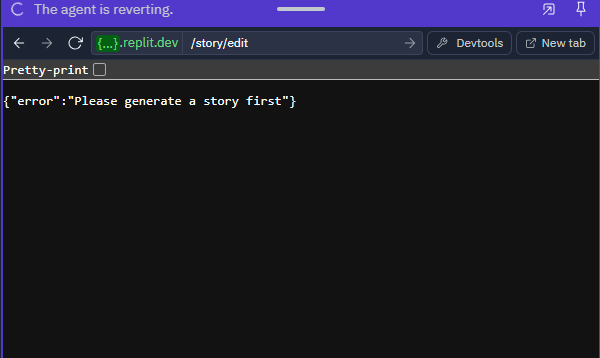 The agent is reverting.
{...}.replit.dev /story/edit Devtools New tab
Pretty-print
{"error":"Please generate a story first"}